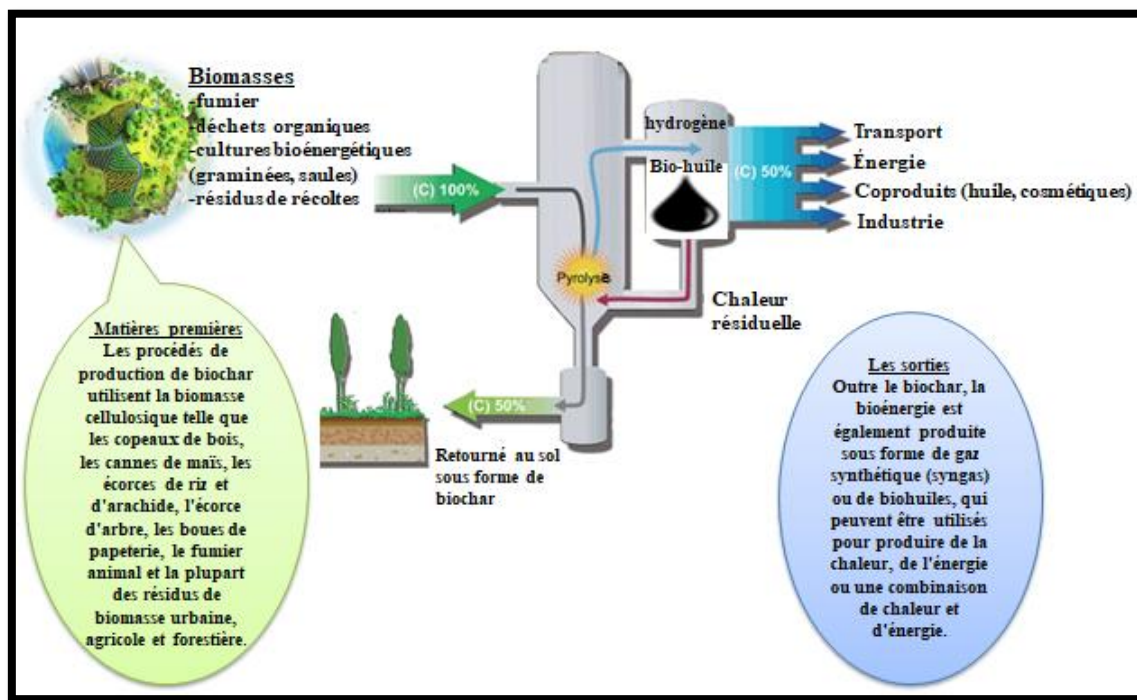 Biomasses
-fumier
-déchets organiques
-cultures bioénergétiques
(graminées, saules)
-résidus de récoltes
(C) 100%
hydrogène
Bio-huile
(C) 50%
Transport
Énergie
Coproduits (huile, cosmétiques)
Industrie
Pyrolyse
Chaleur
résiduelle
(C) 50%
Retourné au sol
sous forme de
biochar
Matières premières
Les procédés de
production de biochar
utilisent la biomasse
cellulosique telle que
les copeaux de bois,
les cannes de maïs, les
écorces de riz et
d'arachide, l'écorce
d'arbre, les boues de
papeterie, le fumier
animal et la plupart
des résidus de
biomasse urbaine,
agricole et forestière.
Les sorties
Outre le biochar, la
bioénergie est
également produite
sous forme de gaz
synthétique (syngas)
ou de biohuiles, qui
peuvent être utilisés
pour produire de la
chaleur, de l'énergie
ou une combinaison
de chaleur et
d'énergie.